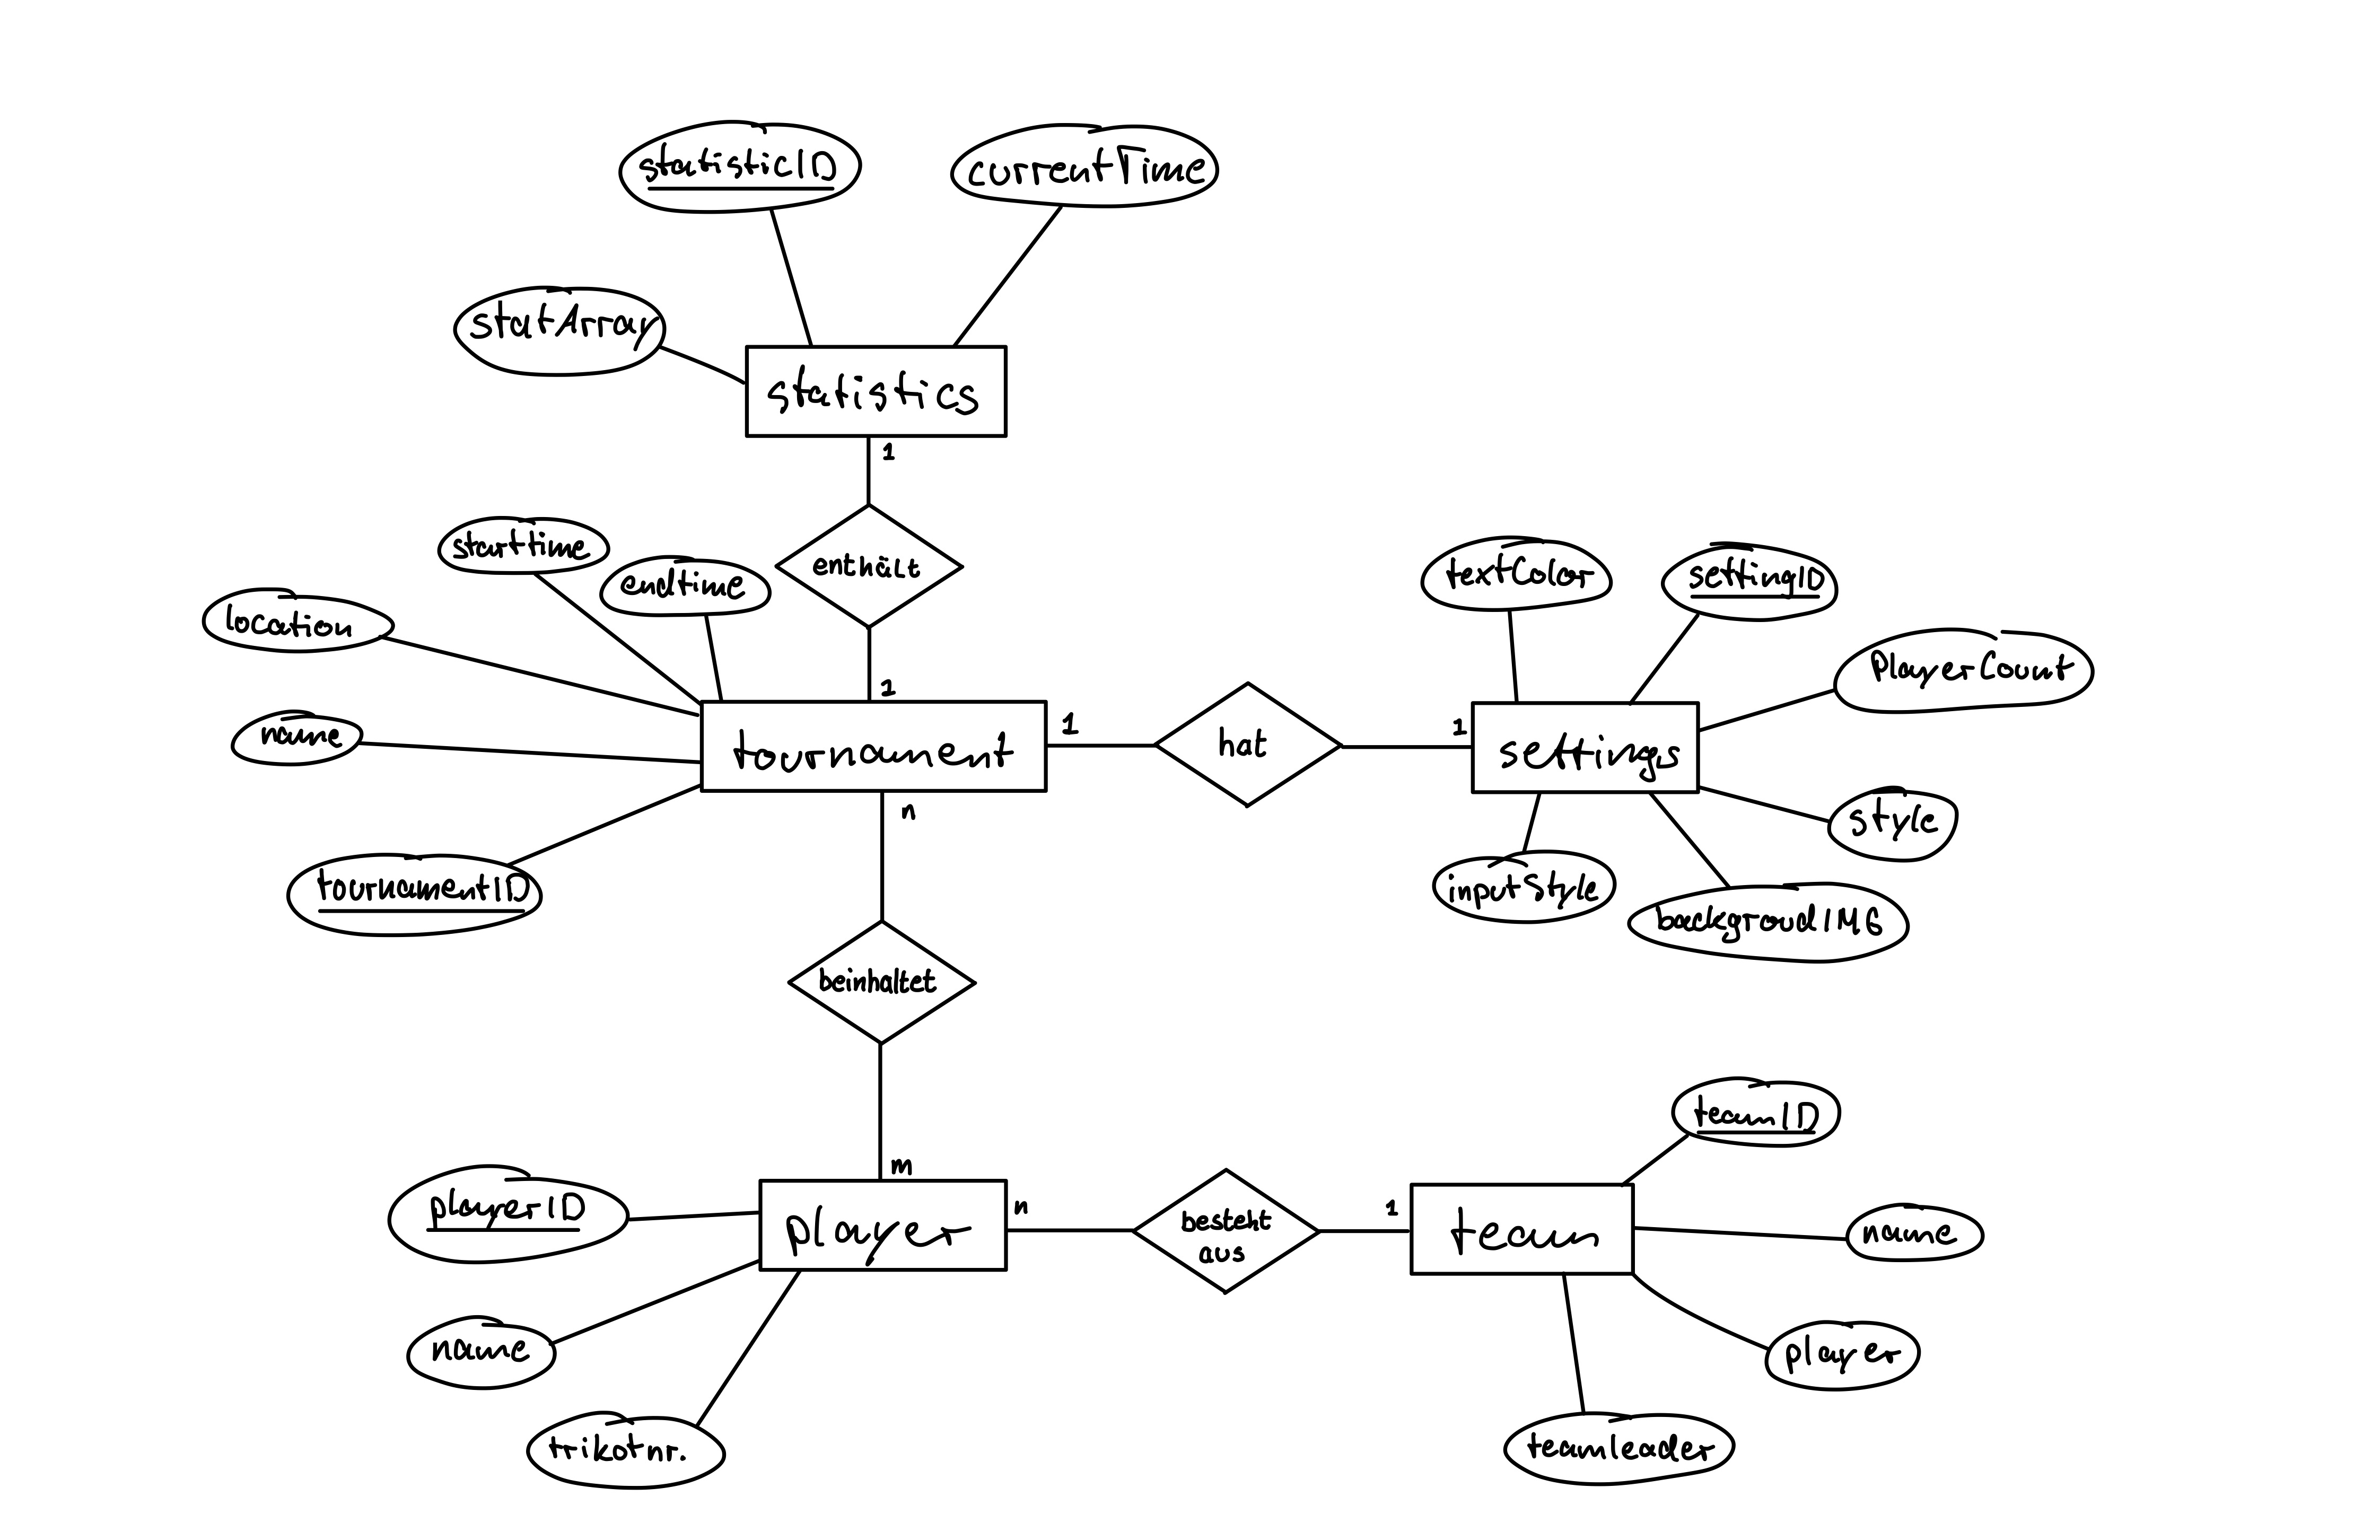 statisticID
currentTime
statArray
statistics
1
enthält
starttime
endtime
location
name
1
tournament
1
hat
1
settings
textColor
settingID
PlayerCount
style
inputStyle
backgroudIMG
tournamentID
n
beinhaltet
m
playerID
player
n
besteht
aus
1
team
teamID
name
player
teamleader
name
trikotnr.